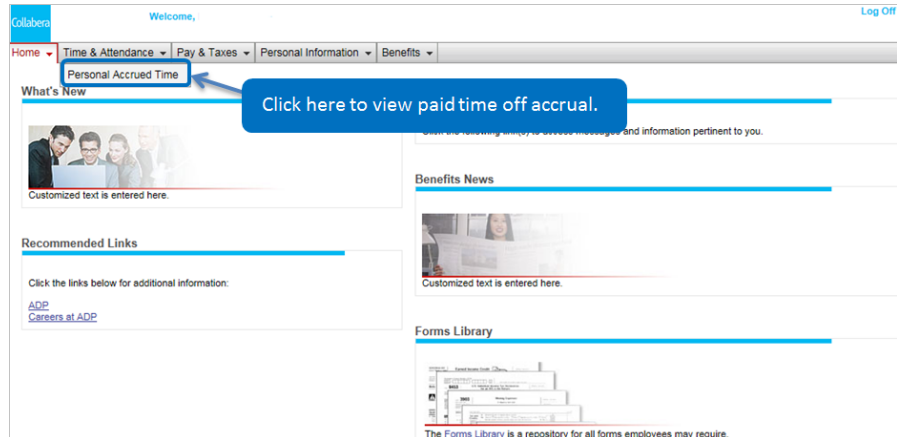 Collabera
Welcome,
Log Off
Home Time & Attendance Pay & Taxes Personal Information Benefits
Personal Accrued Time
Click here to view paid time off accrual.
What's New
Click the following link(s) to access messages and information pertinent to you.
Customized text is entered here.
Benefits News
Customized text is entered here.
Recommended Links
Click the links below for additional information:
ADP
Careers at ADP
Forms Library
The Forms Library is a repository for all forms employees may require.